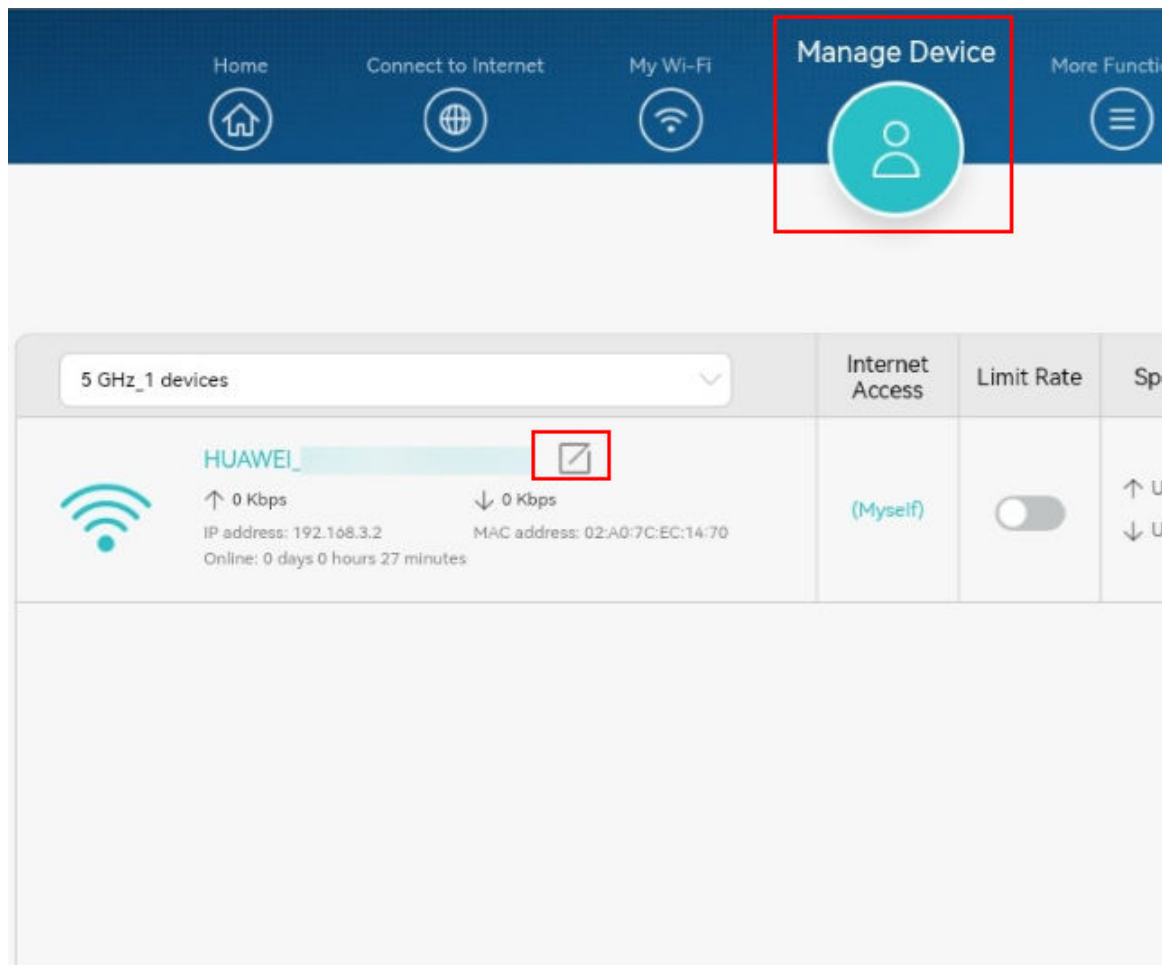 Home Connect to Internet My Wi-Fi Manage Device More
5 GHz_1 devices
Internet
Access
Limit Rate
HUAWEI_
↑ 0 Kbps ↓ 0 Kbps
IP address: 192.168.3.2 MAC address: 02:A0:7C:EC:14:70
Online: 0 days 0 hours 27 minutes
(Myself)
↑ U
↓ U